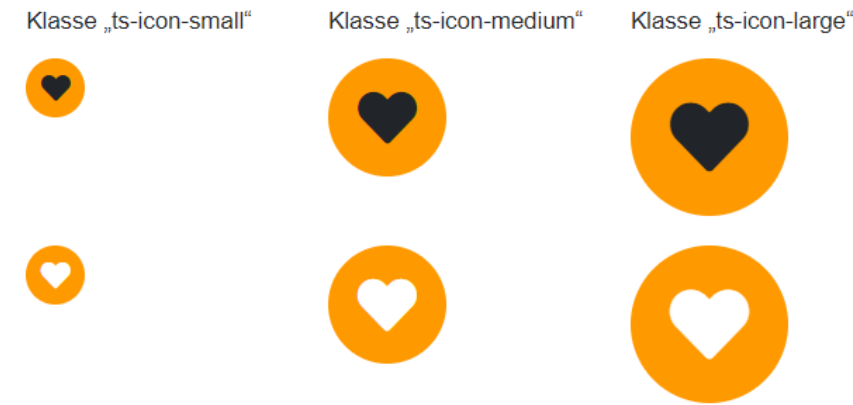 Klasse „ts-icon-small“
Klasse „ts-icon-medium“
Klasse „ts-icon-large“